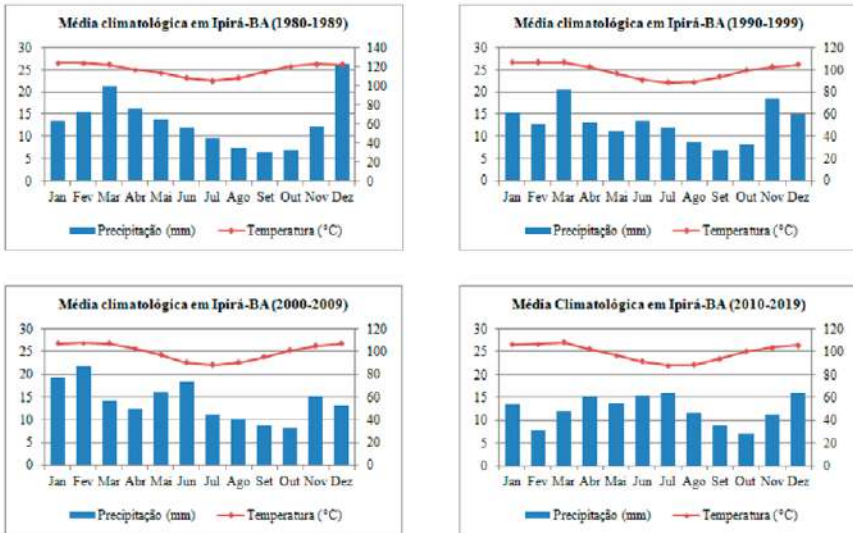 Média climatológica em Ipirá-BA (1980-1989)
30 140
25 120
20 100
15 80
10 60
5 40
0 20
0
Jan Fev Mar Abr Mai Jun Jul Ago Set Out Nov Dez
Precipitação (mm) Temperatura (°C)
Média climatológica em Ipirá-BA (1990-1999)
30 120
25 100
20 80
15 60
10 40
5 20
0 0
Jan Fev Mar Abr Mai Jun Jul Ago Set Out Nov Dez
Precipitação (mm) Temperatura (°C)
Média climatológica em Ipirá-BA (2000-2009)
30 120
25 100
20 80
15 60
10 40
5 20
0 0
Jan Fev Mar Abr Mai Jun Jul Ago Set Out Nov Dez
Precipitação (mm) Temperatura (°C)
Média Climatológica em Ipirá-BA (2010-2019)
30 120
25 100
20 80
15 60
10 40
5 20
0 0
Jan Fev Mar Abr Mai Jun Jul Ago Set Out Nov Dez
Precipitação (mm) Temperatura (°C)